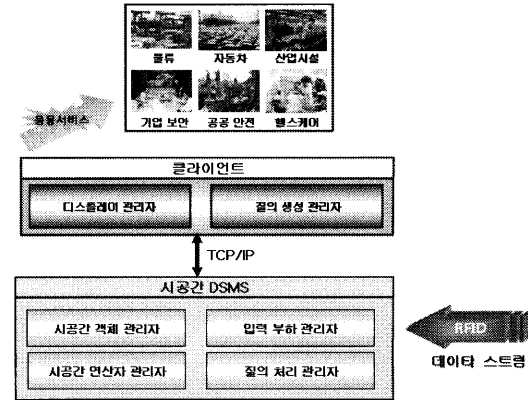 물류 자동차 산업시설
응용서비스
기업 보안 공공 안전 헬스케어
클라이언트
디스플레이 관리자 질의 생성 관리자
TCP/IP
시공간 DSMS
시공간 객체 관리자 입력 부하 관리자
RFID
시공간 연산자 관리자 질의 처리 관리자
데이타 스트림